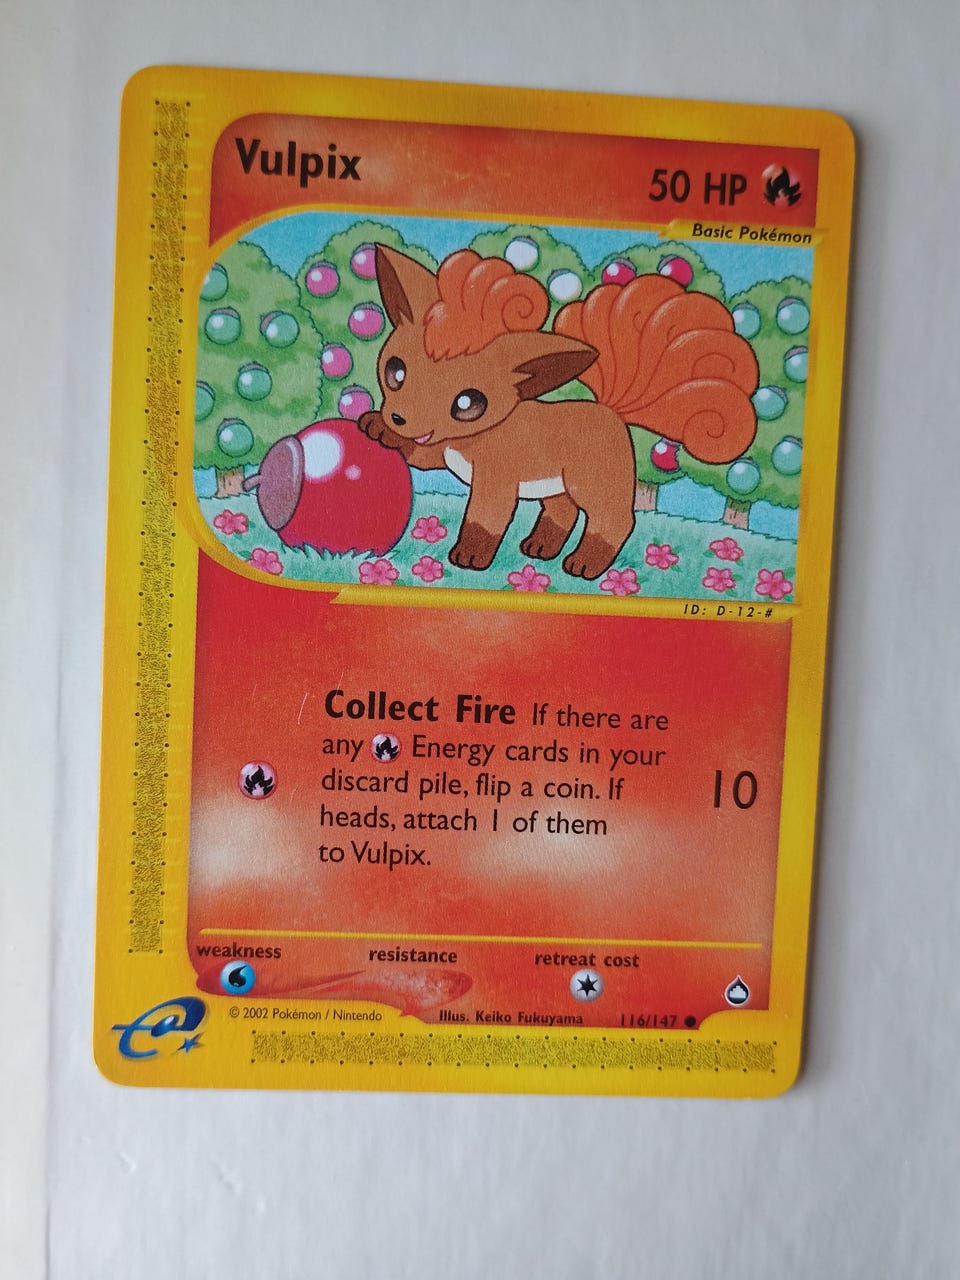 Vulpix
50 HP
Basic Pokémon
ID: D-12-#
Collect Fire If there are
any Energy cards in your
discard pile, flip a coin. If
heads, attach 1 of them
to Vulpix.
10
weakness resistance retreat cost
© 2002 Pokémon / Nintendo Illus. Keiko Fukuyama 116/147
e